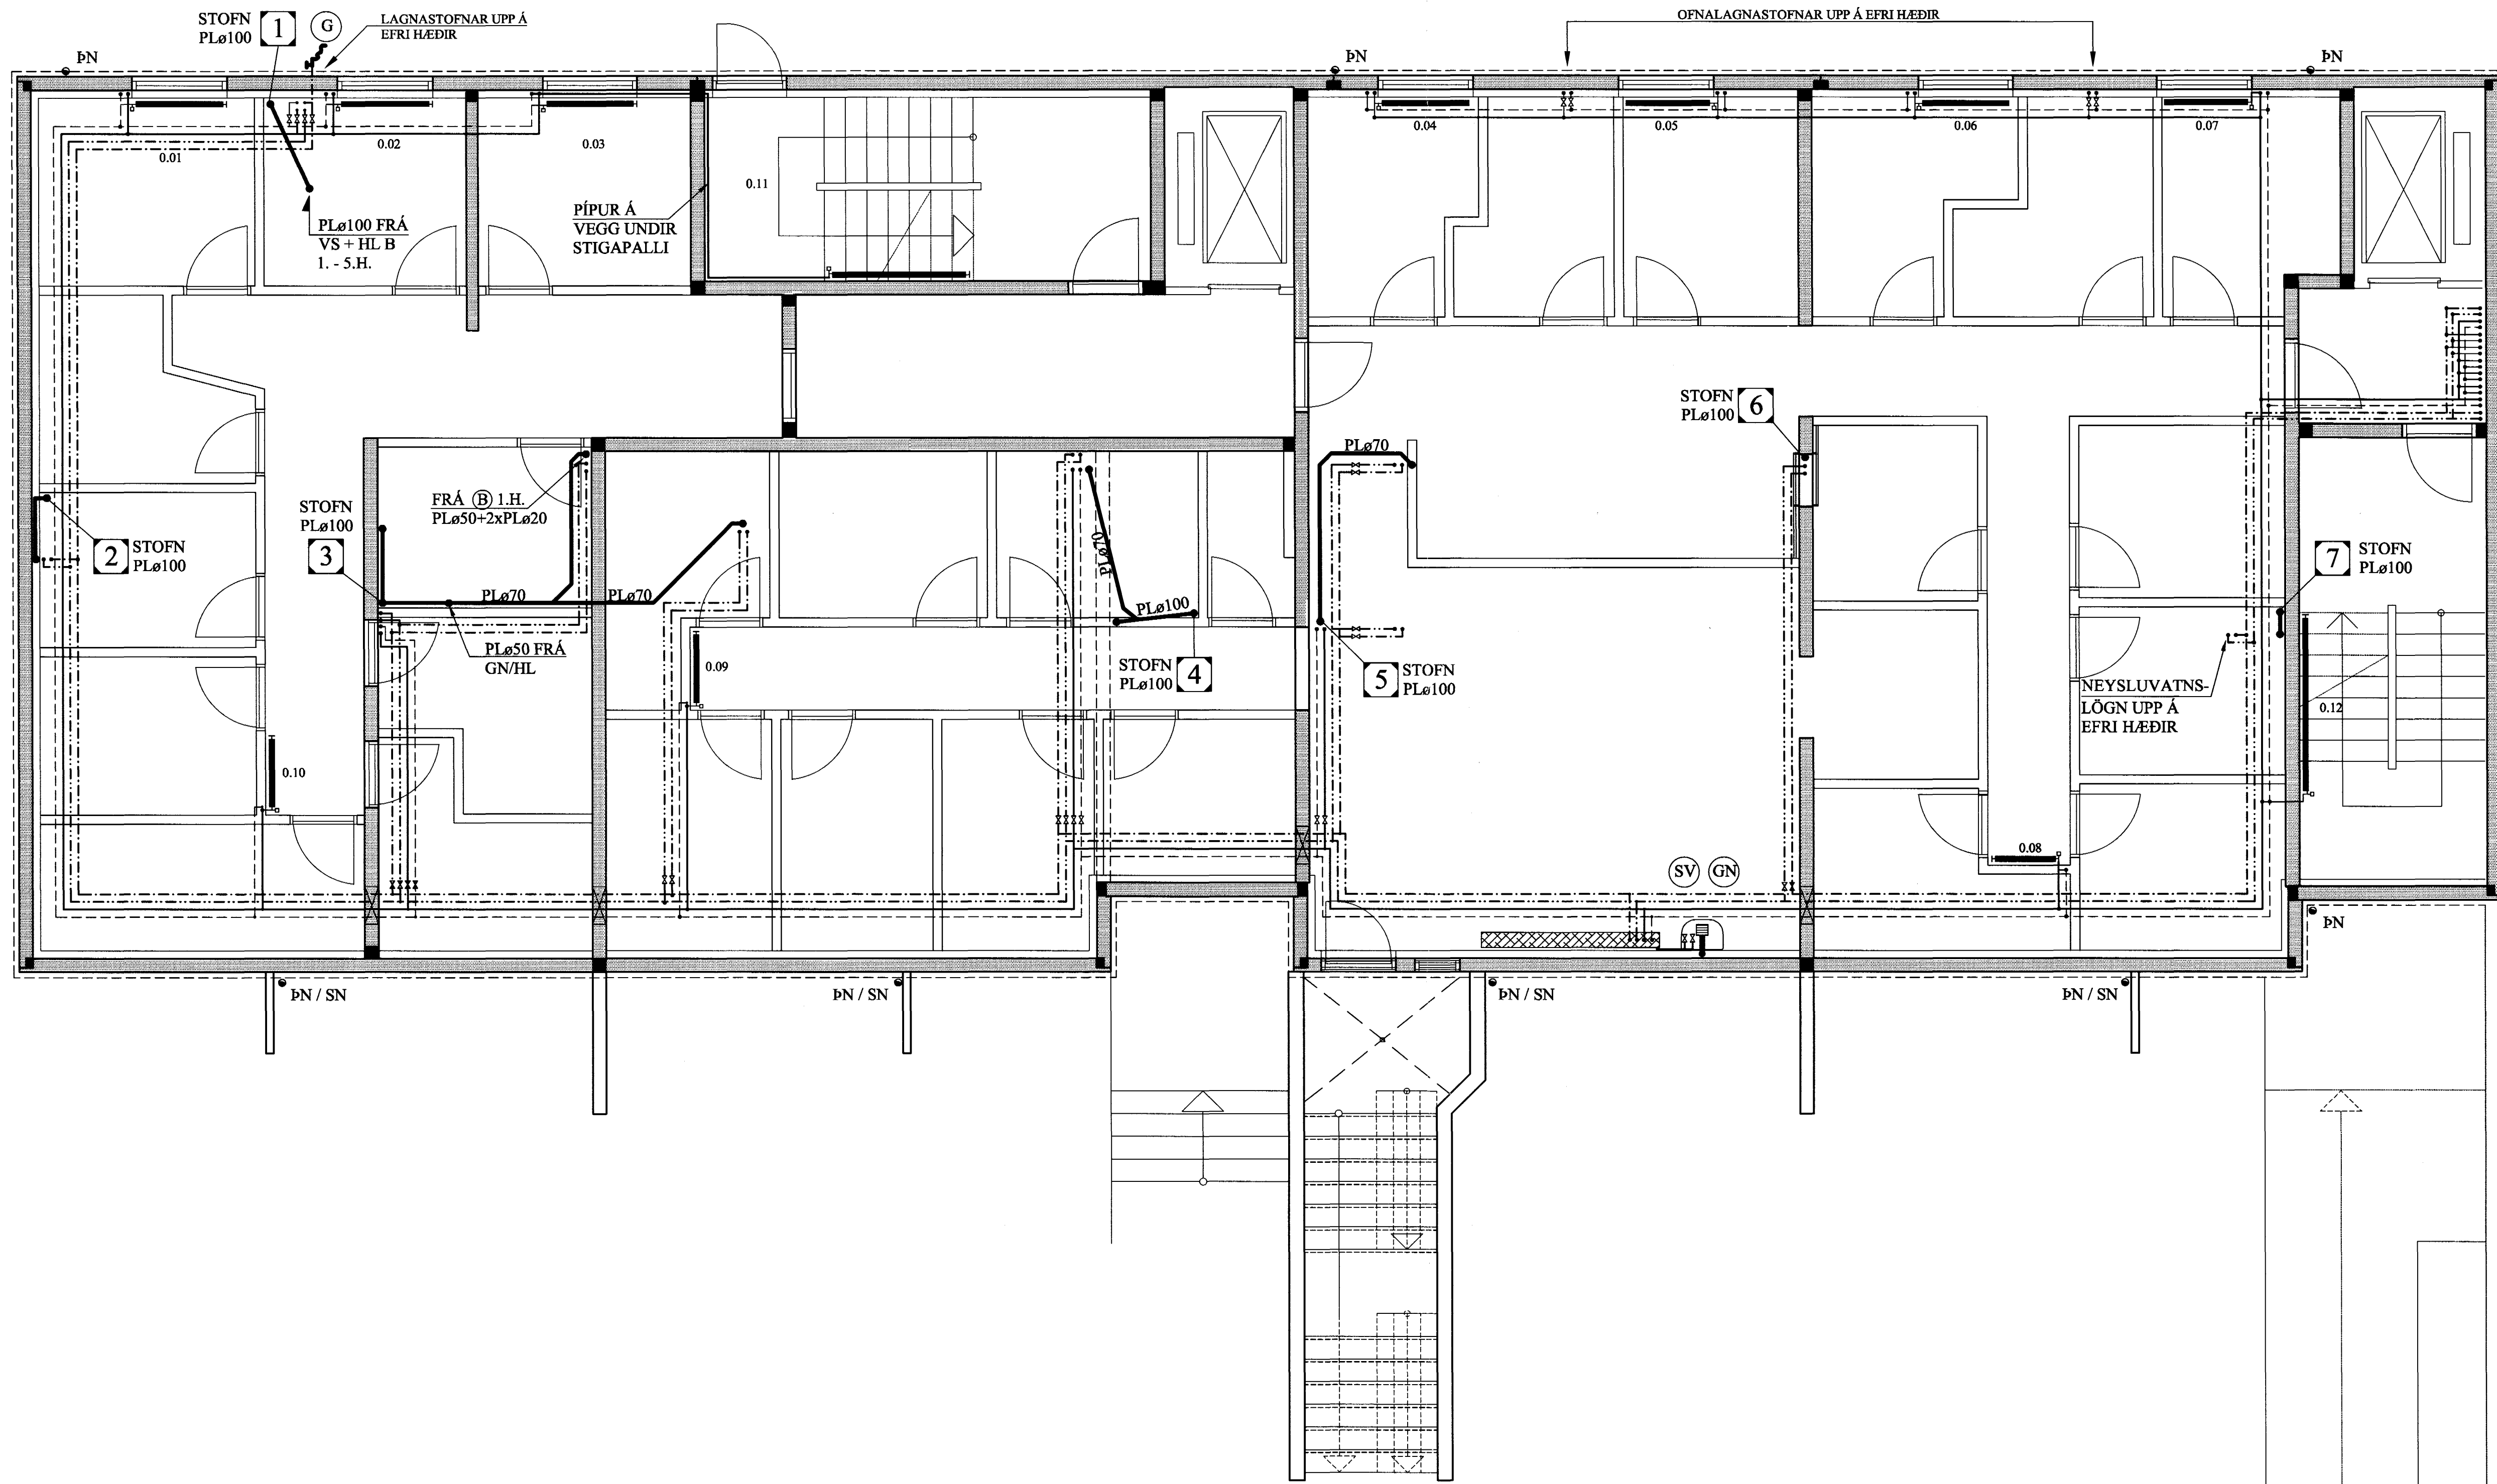 STOFN
PLø100
1
G
LAGNASTOFNAR UPP Á
EFRI HÆÐIR
OFNALAGNASTOFNAR UPP Á EFRI HÆÐIR
ÞN
ÞN
ÞN
0.01
0.02
0.03
0.04
0.05
0.06
0.07
0.11
PLø100 FRÁ
VS + HL B
1. - 5.H.
PÍPUR Á
VEGG UNDIR
STIGAPALLI
STOFN
PLø100
6
PLø70
FRÁ B 1.H.
PLø50+2xPLø20
STOFN
PLø100
3
2
STOFN
PLø100
PLø70
PLø70
PLø70
PLø100
PLø50 FRÁ
GN/HL
0.09
STOFN
PLø100
4
5
STOFN
PLø100
7
STOFN
PLø100
NEYSLUVATNS-
LÖGN UPP Á
EFRI HÆÐIR
0.12
0.10
0.08
SV
GN
ÞN
ÞN / SN
ÞN / SN
ÞN / SN
ÞN / SN